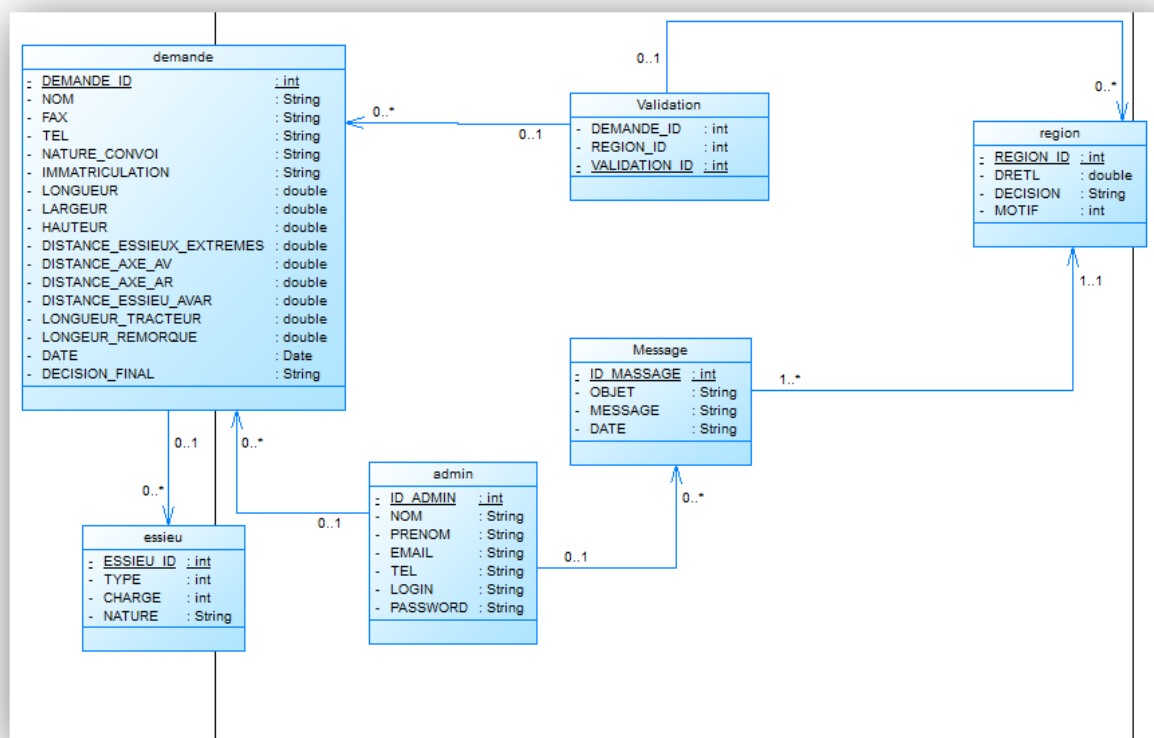 demande
- DEMANDE_ID : int
- NOM : String
- FAX : String
- TEL : String
- NATURE_CONVOI : String
- IMMATRICULATION : String
- LONGUEUR : double
- LARGEUR : double
- HAUTEUR : double
- DISTANCE_ESSIEUX_EXTREMES : double
- DISTANCE_AXE_AV : double
- DISTANCE_AXE_AR : double
- DISTANCE_ESSIEU_AVAR : double
- LONGUEUR_TRACTEUR : double
- LONGEUR_REMORQUE : double
- DATE : Date
- DECISION_FINAL : String
0..*
0..1
Validation
- DEMANDE_ID : int
- REGION_ID : int
- VALIDATION_ID : int
0..1
0..*
region
- REGION_ID : int
- DRETL : double
- DECISION : String
- MOTIF : int
1..1
Message
- ID_MASSAGE : int
- OBJET : String
- MESSAGE : String
- DATE : String
1..*
0..*
0..1
0..*
0..1
0..*
admin
- ID_ADMIN : int
- NOM : String
- PRENOM : String
- EMAIL : String
- TEL : String
- LOGIN : String
- PASSWORD : String
0..1
essieu
- ESSIEU_ID : int
- TYPE : int
- CHARGE : int
- NATURE : String